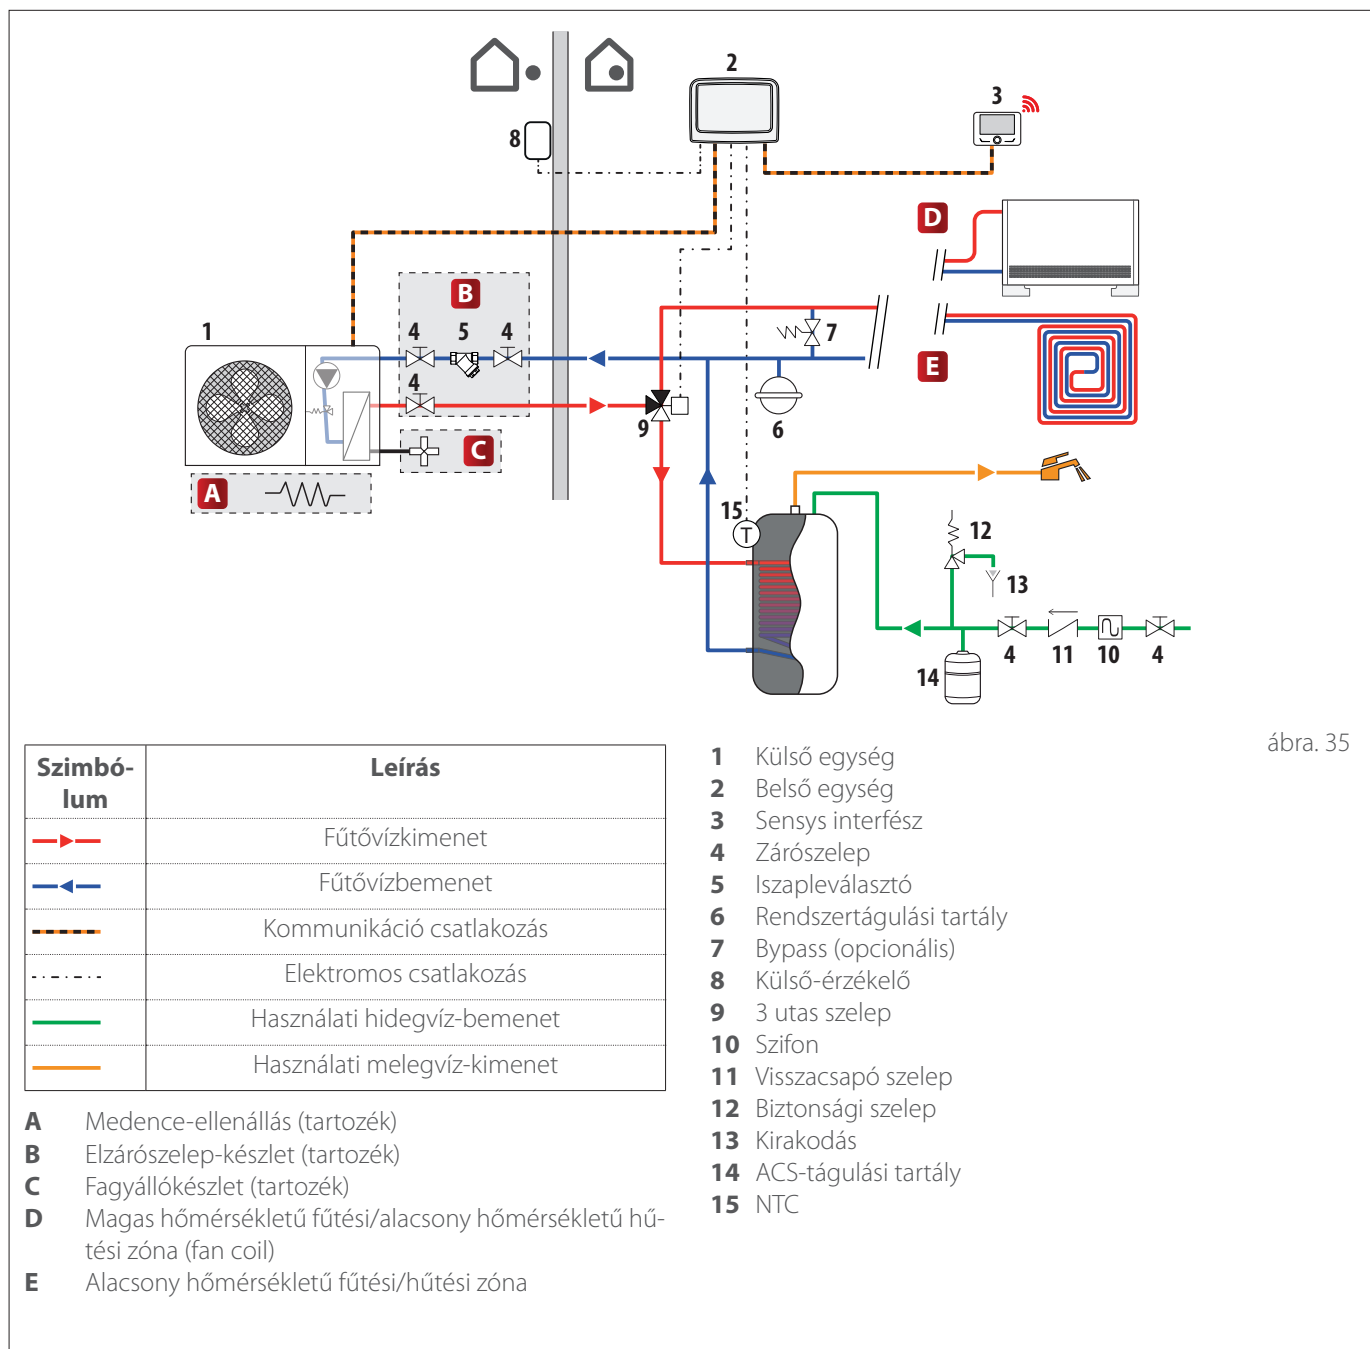 2
3
8
D
B
1
4
5
4
7
E
4
9
6
C
A
15
T
12
13
4
11
10
4
14
ábra. 35
Szimbó-
lum
Leírás
Fűtővízkimenet
Fűtővízbemenet
Kommunikáció csatlakozás
Elektromos csatlakozás
Használati hidegvíz-bemenet
Használati melegvíz-kimenet
A Medence-ellenállás (tartozék)
B Elzárószelep-készlet (tartozék)
C Fagyállókészlet (tartozék)
D Magas hőmérsékletű fűtési/alacsony hőmérsékletű hű-
tési zóna (fan coil)
E Alacsony hőmérsékletű fűtési/hűtési zóna
1 Külső egység
2 Belső egység
3 Sensys interfész
4 Zárószelep
5 Iszapleválasztó
6 Rendszertágulási tartály
7 Bypass (opcionális)
8 Külső-érzékelő
9 3 utas szelep
10 Szifon
11 Visszacsapó szelep
12 Biztonsági szelep
13 Kirakodás
14 ACS-tágulási tartály
15 NTC